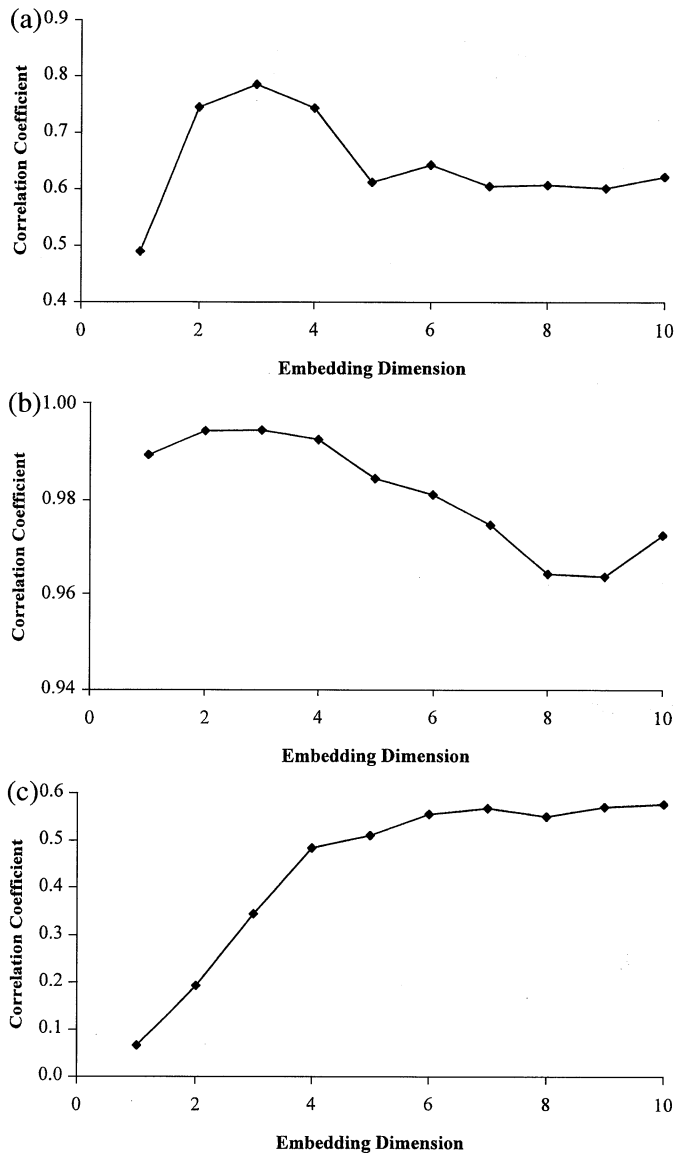 (a)
0.9
0.8
0.7
0.6
0.5
0.4
Correlation Coefficient
0 2 4 6 8 10
Embedding Dimension
(b)
1.00
0.98
0.96
0.94
Correlation Coefficient
0 2 4 6 8 10
Embedding Dimension
(c)
0.6
0.5
0.4
0.3
0.2
0.1
0.0
Correlation Coefficient
0 2 4 6 8 10
Embedding Dimension